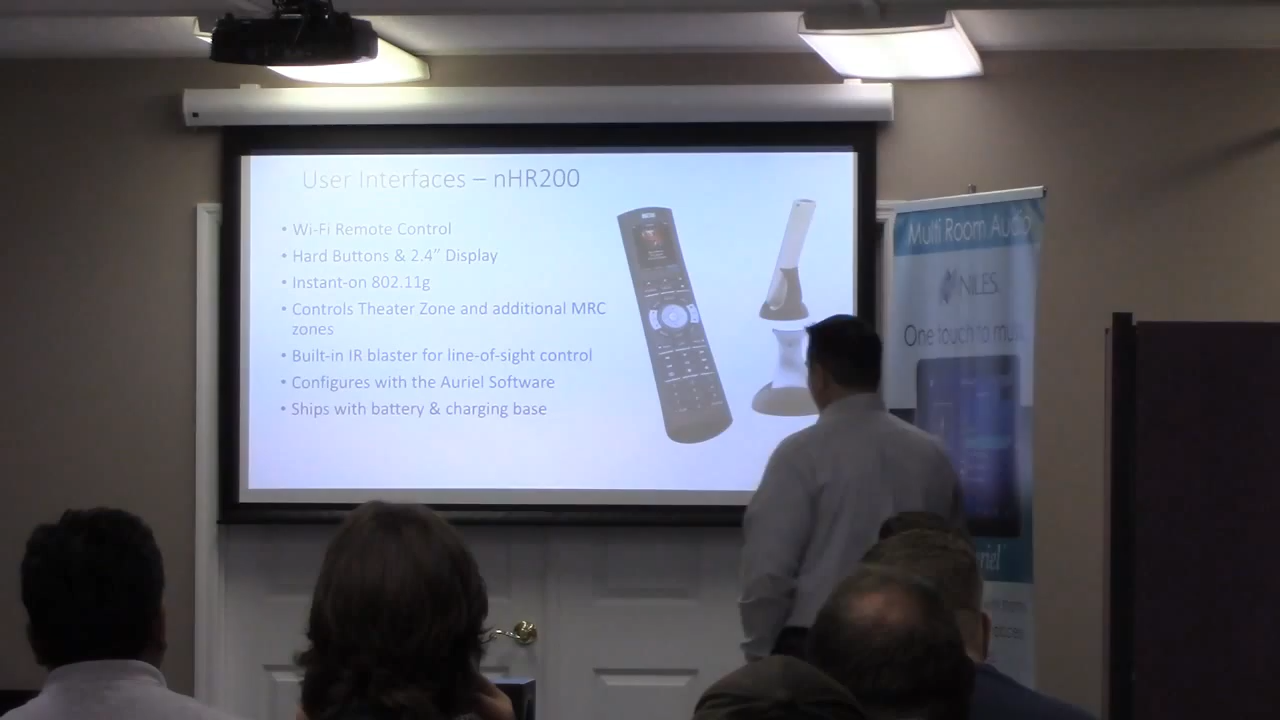 User Interfaces – nHR200
• Wi-Fi Remote Control
• Hard Buttons & 2.4” Display
• Instant-on 802.11g
• Controls Theater Zone and additional MRC
zones
• Built-in IR blaster for line-of-sight control
• Configures with the Auriel Software
• Ships with battery & charging base
Multi Room Audio
NILES
One touch to